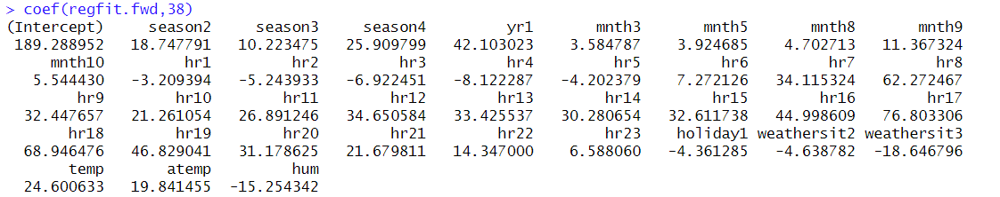 > coef(regfit.fwd,38)
(Intercept) season2 season3 season4 yr1 mnth3 mnth5 mnth8 mnth9
189.288952 18.747791 10.223475 25.909799 42.103023 3.584787 3.924685 4.702713 11.367324
mnth10 hr1 hr2 hr3 hr4 hr5 hr6 hr7 hr8
5.544430 -3.209394 -5.243933 -6.922451 -8.122287 -4.202379 7.272126 34.115324 62.272467
hr9 hr10 hr11 hr12 hr13 hr14 hr15 hr16 hr17
32.447657 21.261054 26.891246 34.650584 33.425537 30.280654 32.611738 44.998609 76.803306
hr18 hr19 hr20 hr21 hr22 hr23 holiday1 weathersit2 weathersit3
68.946476 46.829041 31.178625 21.679811 14.347000 6.588060 -4.361285 -4.638782 -18.646796
temp atemp hum
24.600633 19.841455 -15.254342